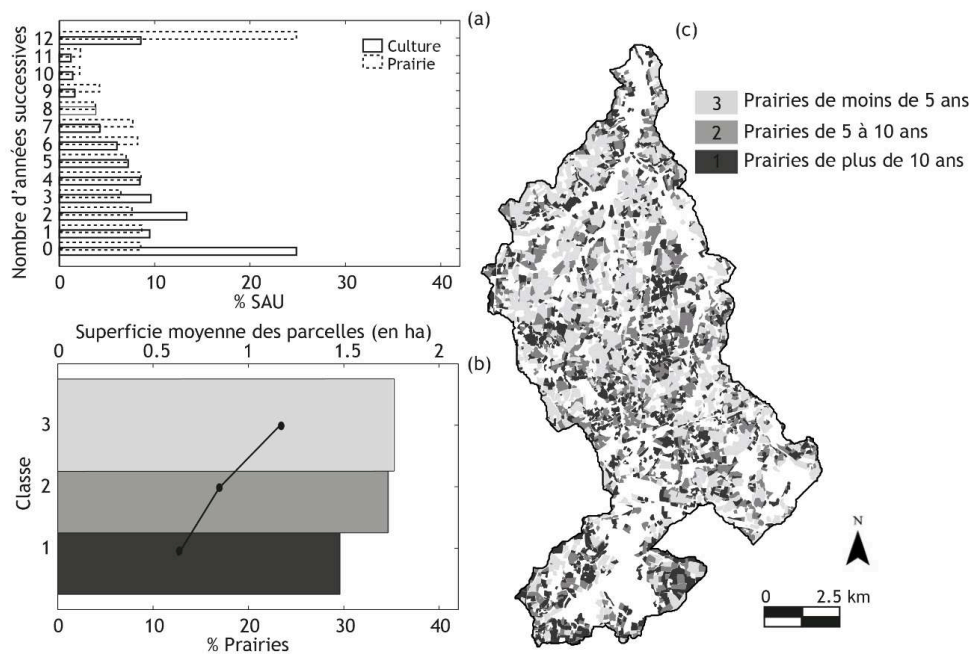 (a)
Nombre d'années successives
12
11
10
9
8
7
6
5
4
3
2
1
0
Culture
Prairie
0 10 20 30 40
% SAU
Superficie moyenne des parcelles (en ha)
0 0.5 1 1.5 2
(b)
Classe
3
2
1
0 10 20 30 40
% Prairies
(c)
3 Prairies de moins de 5 ans
2 Prairies de 5 à 10 ans
1 Prairies de plus de 10 ans
N
0 2.5 km